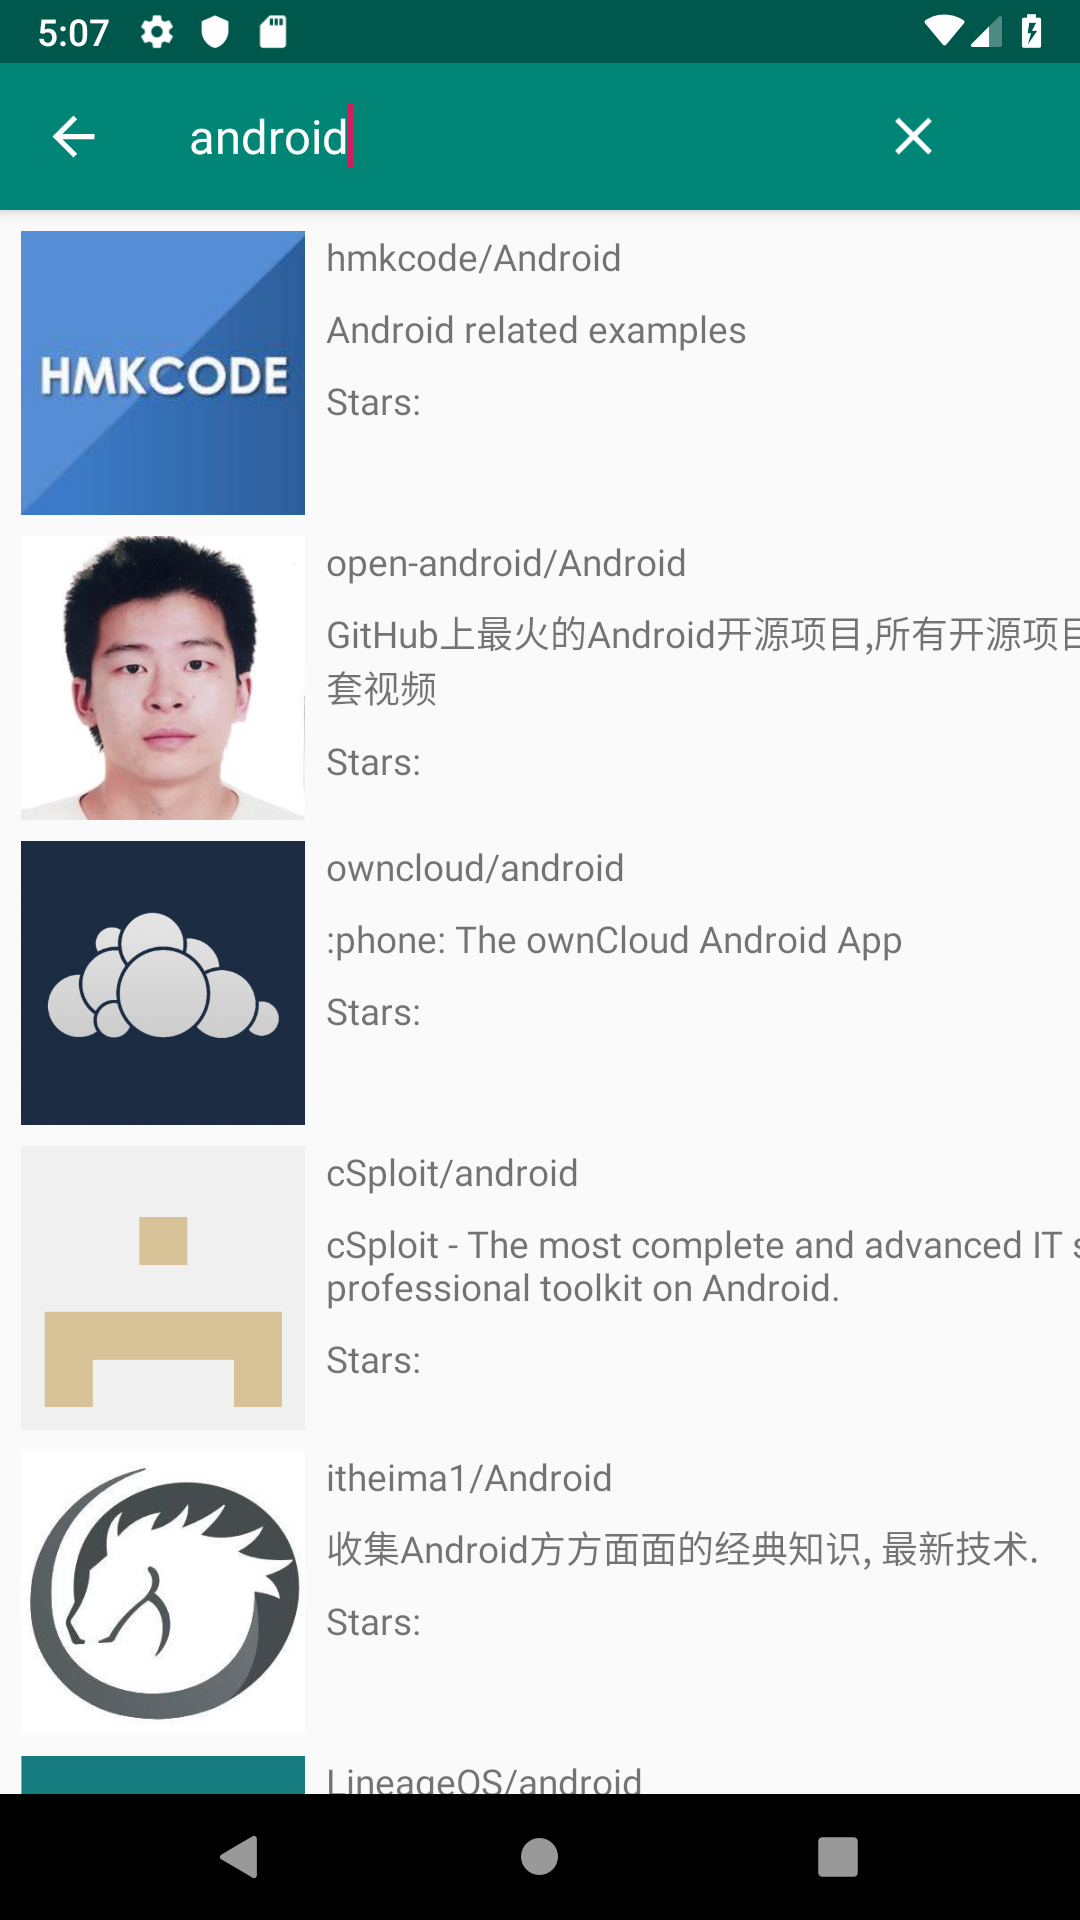 5:07
android
HMKCODE
hmkcode/Android
Android related examples
Stars:
open-android/Android
GitHub上最火的Android开源项目,所有开源项目
套视频
Stars:
owncloud/android
:phone: The ownCloud Android App
Stars:
cSploit/android
cSploit - The most complete and advanced IT s
professional toolkit on Android.
Stars:
itheima1/Android
收集Android方方面面的经典知识, 最新技术.
Stars:
LineageOS/android